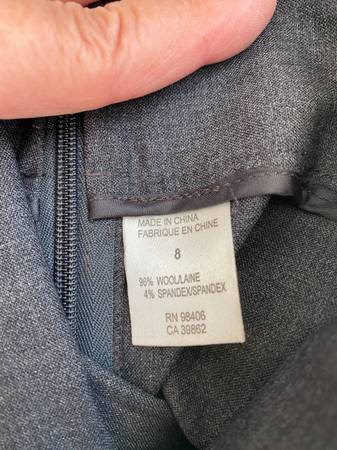 MADE IN CHINA
FABRIQUE EN CHINE
8
96% WOOL/LAINE
4% SPANDEX/SPANDEX
RN 98406
CA 39862